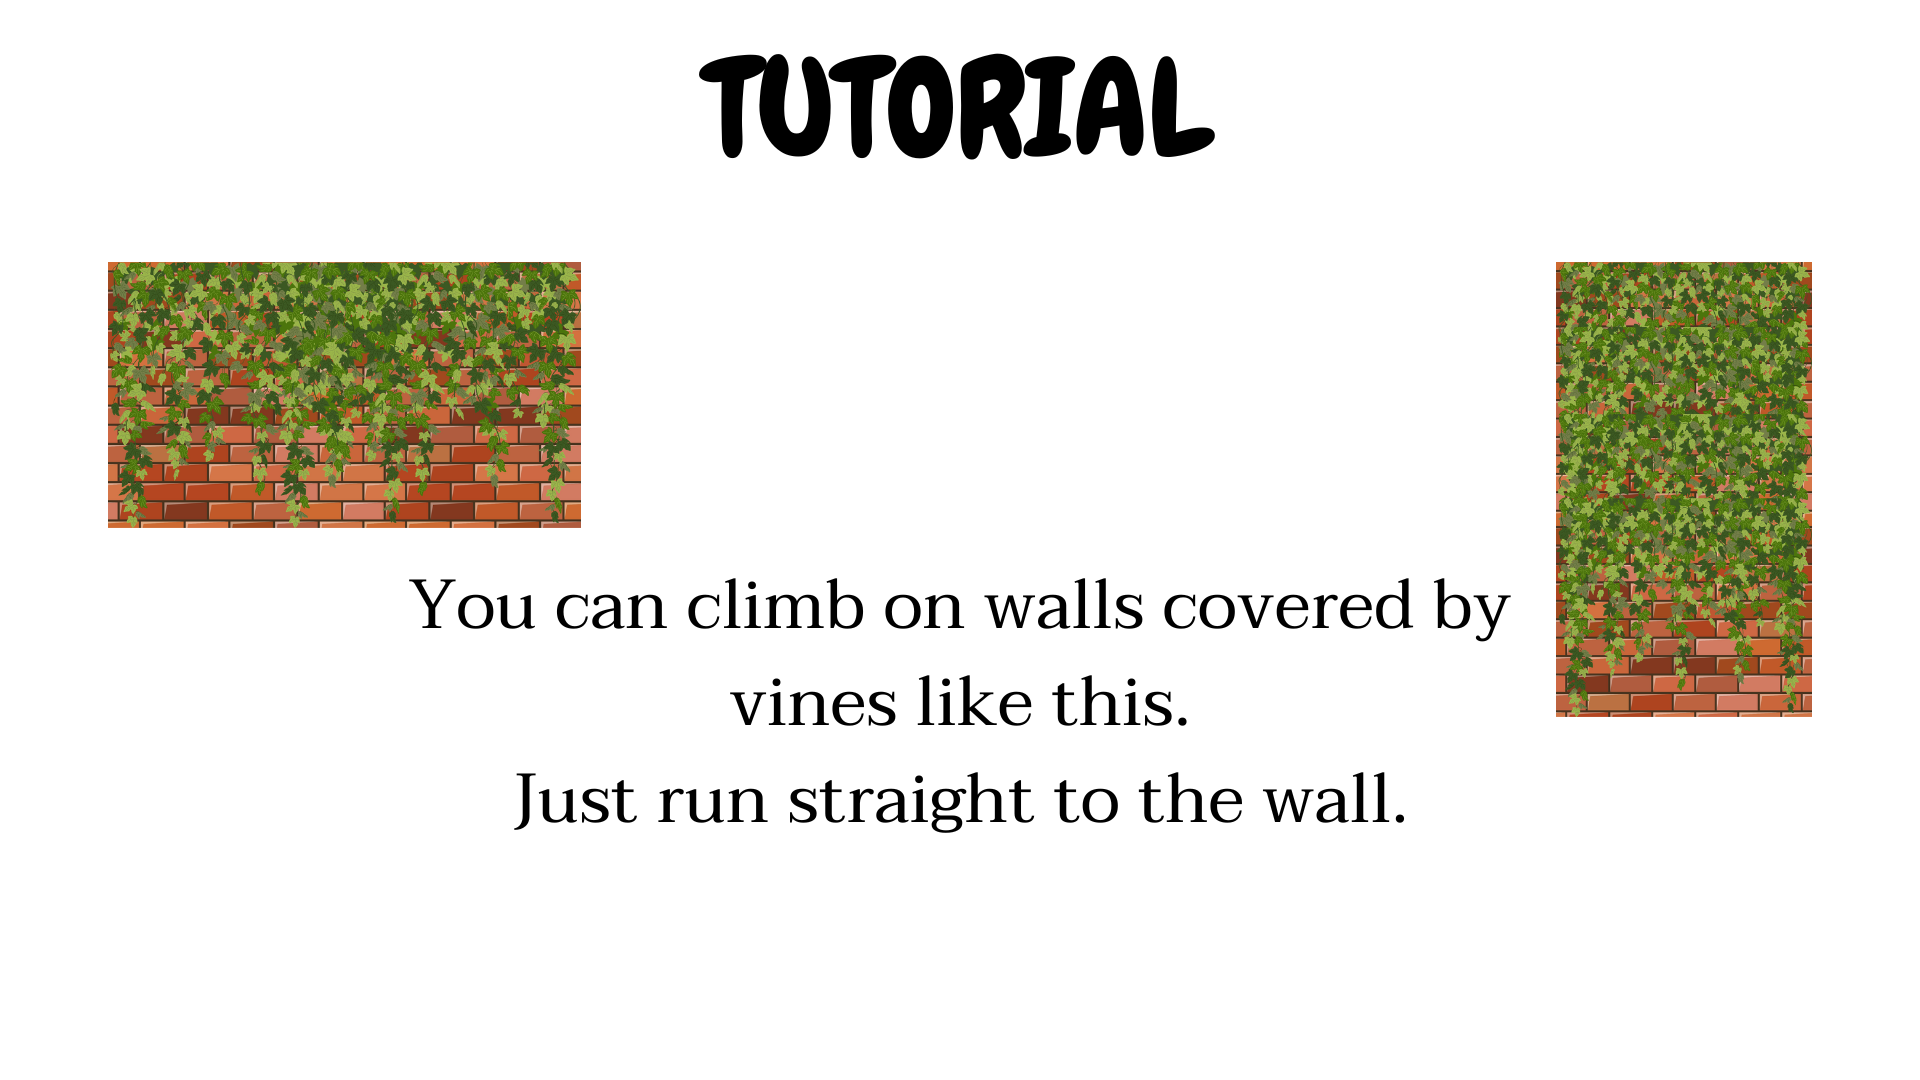 TUTORIAL
You can climb on walls covered by
vines like this.
Just run straight to the wall.